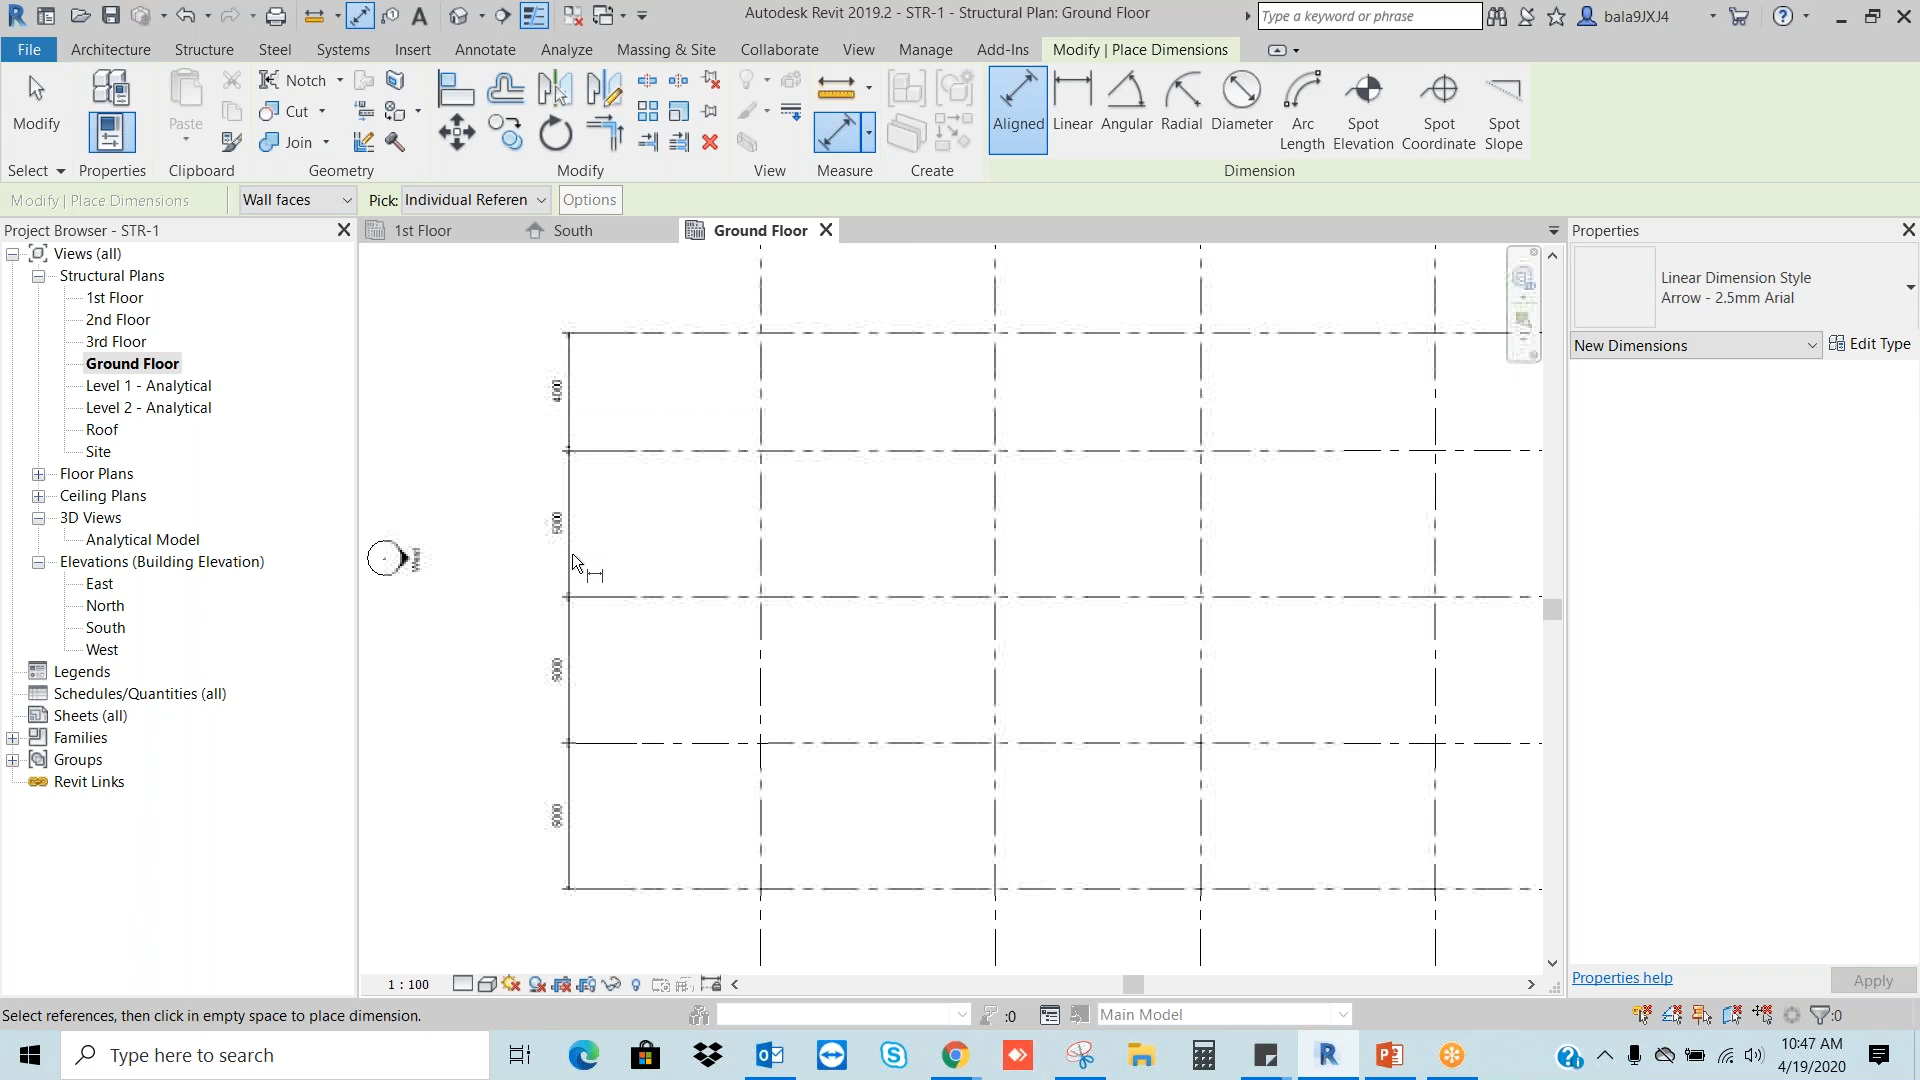 Autodesk Revit 2019.2 - STR-1 - Structural Plan: Ground Floor
Type a keyword or phrase
bala9JXJ4
File Architecture Structure Steel Systems Insert Annotate Analyze Massing & Site Collaborate View Manage Add-Ins Modify | Place Dimensions
Modify
Paste
Notch
Cut
Join
Aligned Linear Angular Radial Diameter Arc Length Spot Elevation Spot Coordinate Spot Slope
Select Properties Clipboard Geometry Modify View Measure Create Dimension
Modify | Place Dimensions Wall faces Pick: Individual Referen Options
Project Browser - STR-1
1st Floor South Ground Floor
Properties
Views (all)
Structural Plans
1st Floor
2nd Floor
3rd Floor
Ground Floor
Level 1 - Analytical
Level 2 - Analytical
Roof
Site
Floor Plans
Ceiling Plans
3D Views
Analytical Model
Elevations (Building Elevation)
East
North
South
West
Legends
Schedules/Quantities (all)
Sheets (all)
Families
Groups
Revit Links
4000
5000
Linear Dimension Style
Arrow - 2.5mm Arial
New Dimensions Edit Type
Properties help Apply
1 : 100
Select references, then click in empty space to place dimension.
:0
Main Model
:0
Type here to search
10:47 AM
4/19/2020